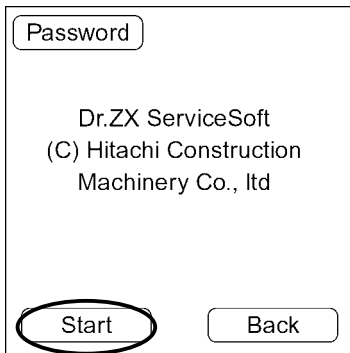 Password
Dr.ZX ServiceSoft
(C) Hitachi Construction
Machinery Co., ltd
Start
Back